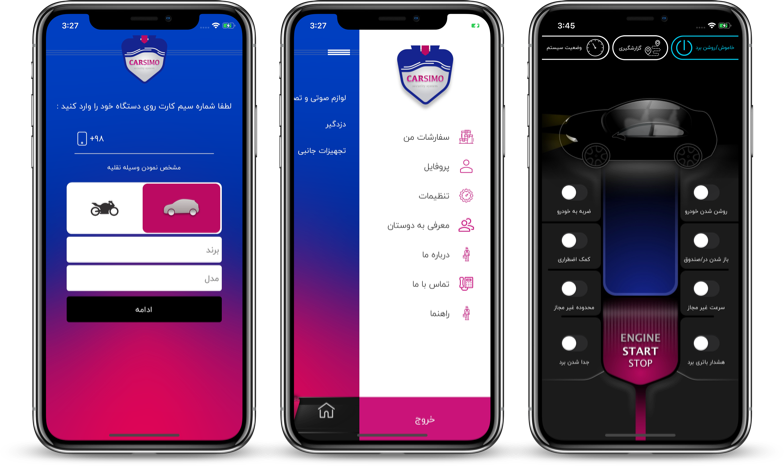 3:27
CARSIMO
لطفا شماره سیم کارت روی دستگاه خود را وارد کنید :
+۹۸
مشخص نمودن وسیله نقلیه
برند
مدل
ادامه
3:27
CARSIMO
لوازم صوتی و تص
دزدگیر
تجهیزات جانبی
سفارشات من
پروفایل
تنظیمات
معرفی به دوستان
درباره ما
تماس با ما
راهنما
خروج
3:45
خاموش/روشن برد
گزارشگیری
وضعیت سیستم
روشن شدن خودرو
ضربه به خودرو
باز شدن در/صندوق
کمک اضطراری
سرعت غیر مجاز
محدوده غیر مجاز
هشدار باتری برد
جدا شدن برد
ENGINE
START
STOP